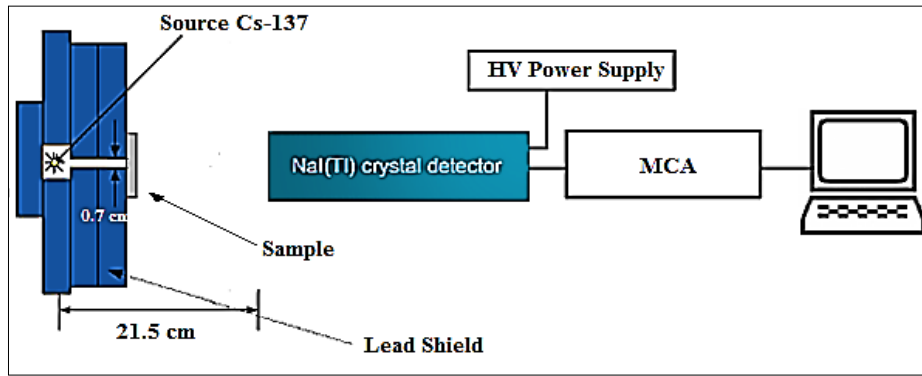 Source Cs-137
HV Power Supply
NaI(Tl) crystal detector
MCA
0.7 cm
Sample
21.5 cm
Lead Shield